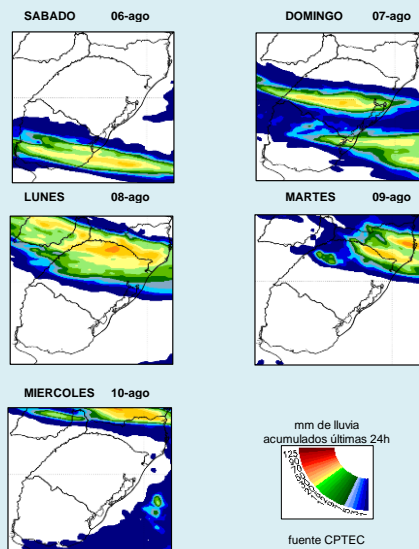 SABADO 06-ago
DOMINGO 07-ago
LUNES 08-ago
MARTES 09-ago
MIERCOLES 10-ago
mm de lluvia
acumulados últimas 24h
125
fuente CPTEC